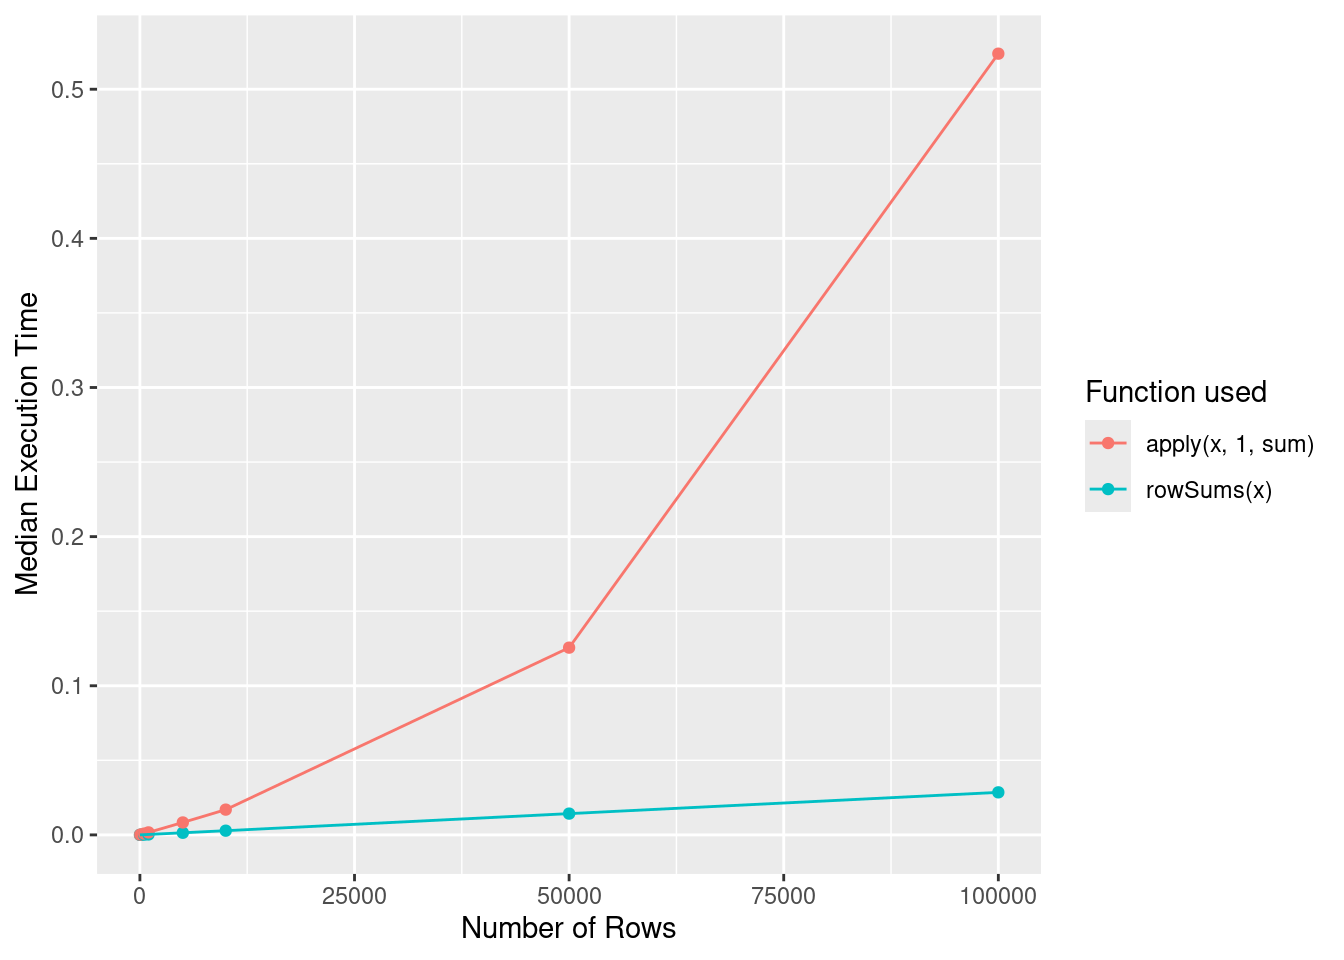 0.5
0.4
0.3
0.2
0.1
0.0
Median Execution Time
0 25000 50000 75000 100000
Number of Rows
Function used
apply(x, 1, sum)
rowSums(x)